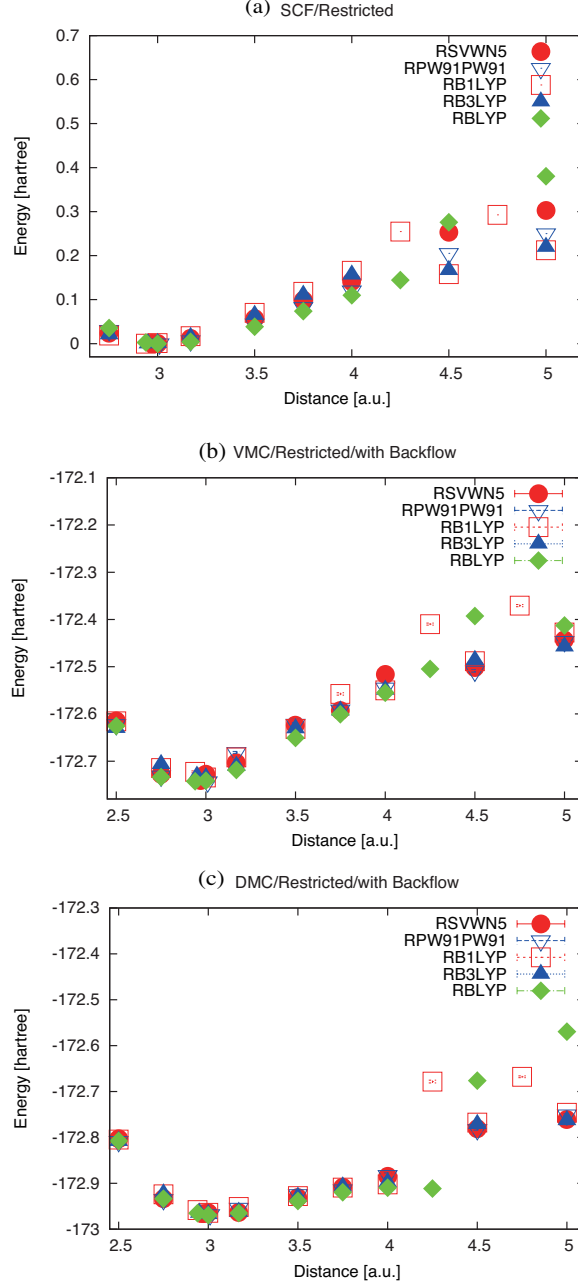 (a) SCF/Restricted
Energy [hartree]
0.7
0.6
0.5
0.4
0.3
0.2
0.1
0
RSVWN5
RPW91PW91
RB1LYP
RB3LYP
RBLYP
3 3.5 4 4.5 5
Distance [a.u.]
(b) VMC/Restricted/with Backflow
Energy [hartree]
-172.1
-172.2
-172.3
-172.4
-172.5
-172.6
-172.7
RSVWN5
RPW91PW91
RB1LYP
RB3LYP
RBLYP
2.5 3 3.5 4 4.5 5
Distance [a.u.]
(c) DMC/Restricted/with Backflow
Energy [hartree]
-172.3
-172.4
-172.5
-172.6
-172.7
-172.8
-172.9
-173
RSVWN5
RPW91PW91
RB1LYP
RB3LYP
RBLYP
2.5 3 3.5 4 4.5 5
Distance [a.u.]